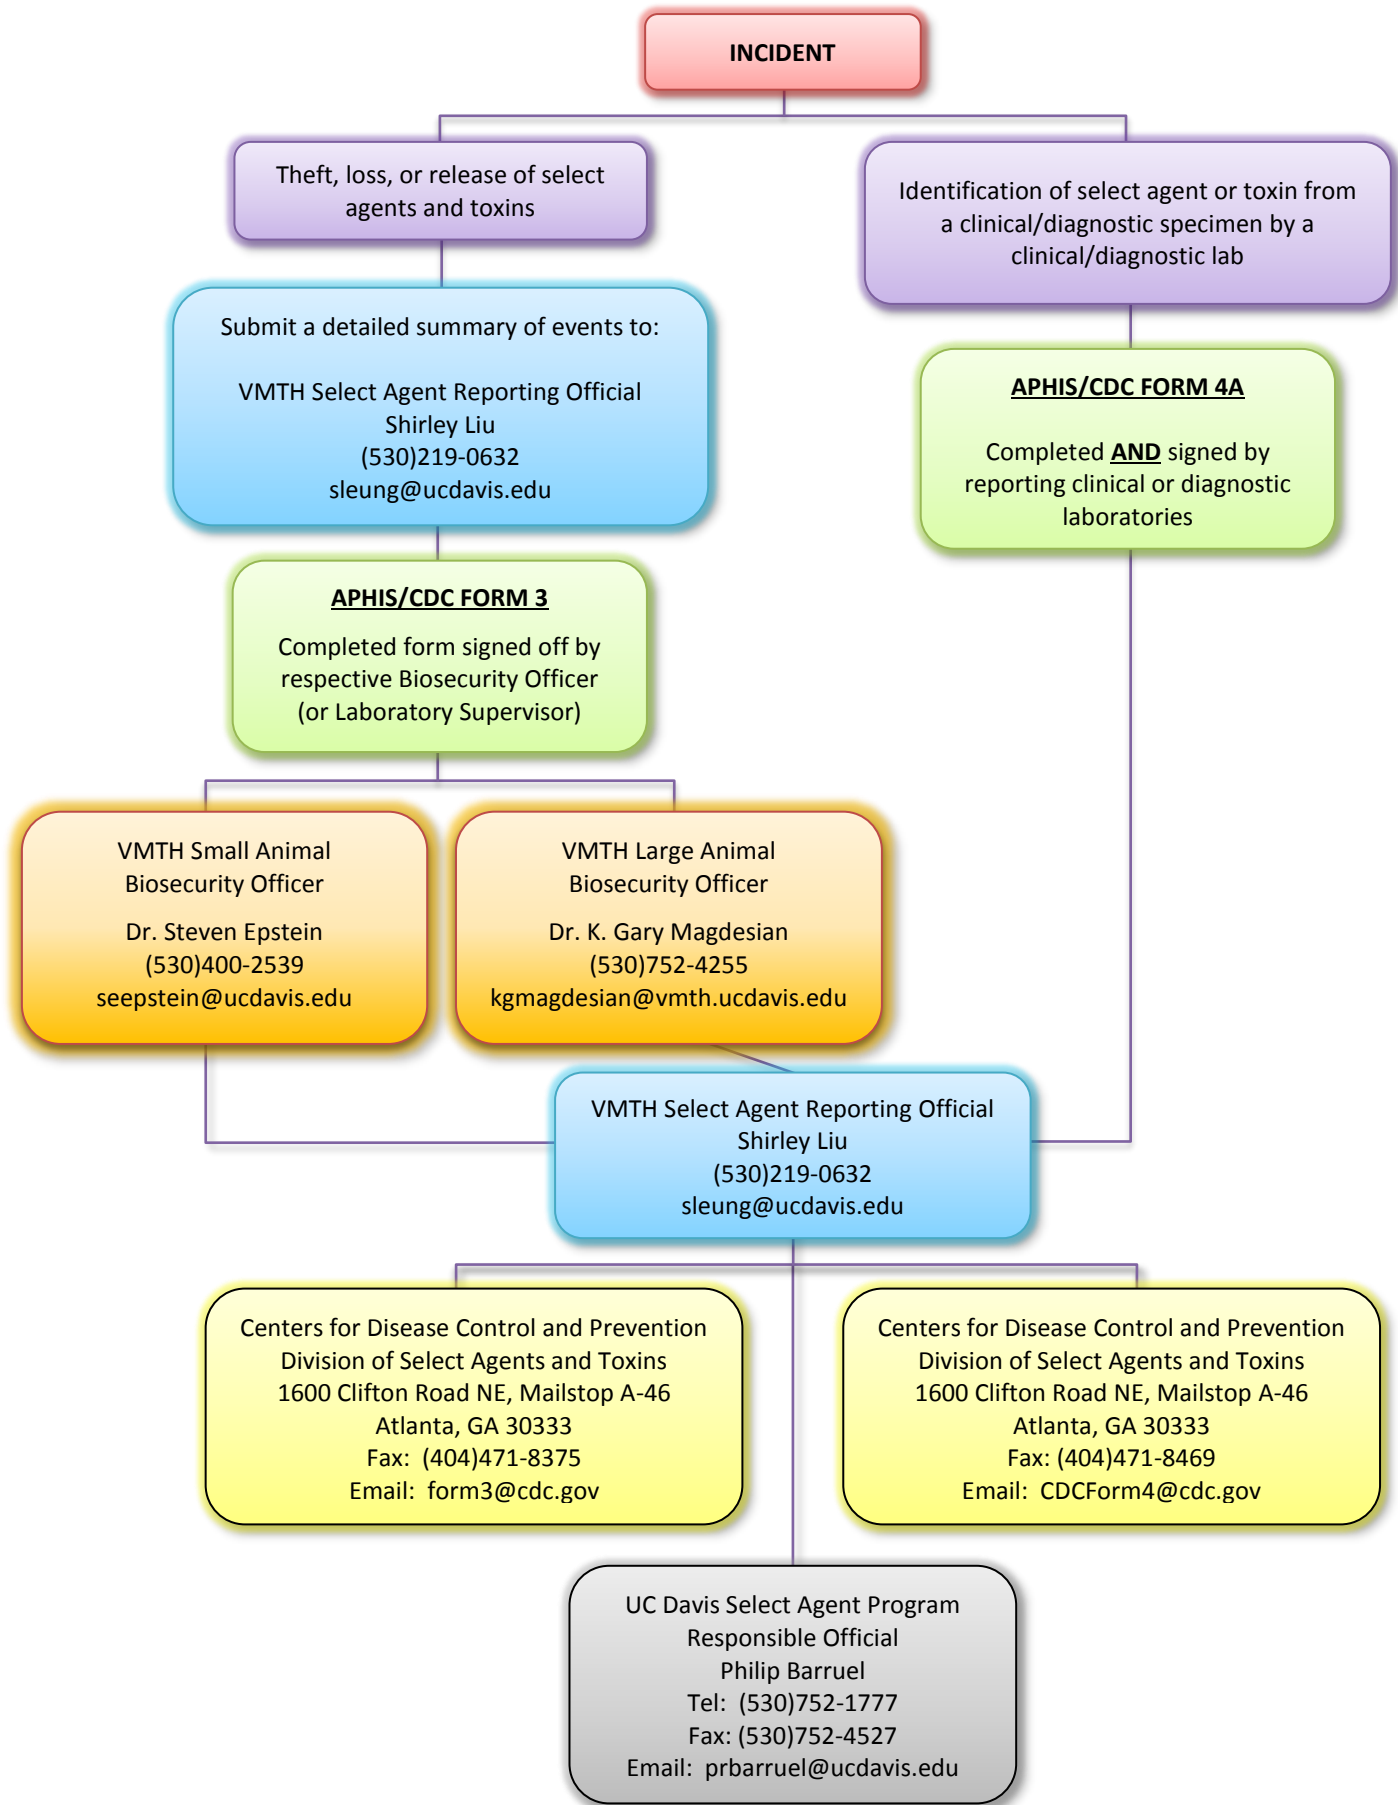 INCIDENT
Theft, loss, or release of select
agents and toxins
Identification of select agent or toxin from
a clinical/diagnostic specimen by a
clinical/diagnostic lab
Submit a detailed summary of events to:
VMTH Select Agent Reporting Official
Shirley Liu
(530)219-0632
sleung@ucdavis.edu
APHIS/CDC FORM 4A
Completed AND signed by
reporting clinical or diagnostic
laboratories
APHIS/CDC FORM 3
Completed form signed off by
respective Biosecurity Officer
(or Laboratory Supervisor)
VMTH Small Animal
Biosecurity Officer
Dr. Steven Epstein
(530)400-2539
seepstein@ucdavis.edu
VMTH Large Animal
Biosecurity Officer
Dr. K. Gary Magdesian
(530)752-4255
kgmagdesian@vmth.ucdavis.edu
VMTH Select Agent Reporting Official
Shirley Liu
(530)219-0632
sleung@ucdavis.edu
Centers for Disease Control and Prevention
Division of Select Agents and Toxins
1600 Clifton Road NE, Mailstop A-46
Atlanta, GA 30333
Fax:  (404)471-8375
Email:  form3@cdc.gov
Centers for Disease Control and Prevention
Division of Select Agents and Toxins
1600 Clifton Road NE, Mailstop A-46
Atlanta, GA 30333
Fax: (404)471-8469
Email:  CDCForm4@cdc.gov
UC Davis Select Agent Program
Responsible Official
Philip Barruel
Tel:  (530)752-1777
Fax: (530)752-4527
Email:  prbarruel@ucdavis.edu